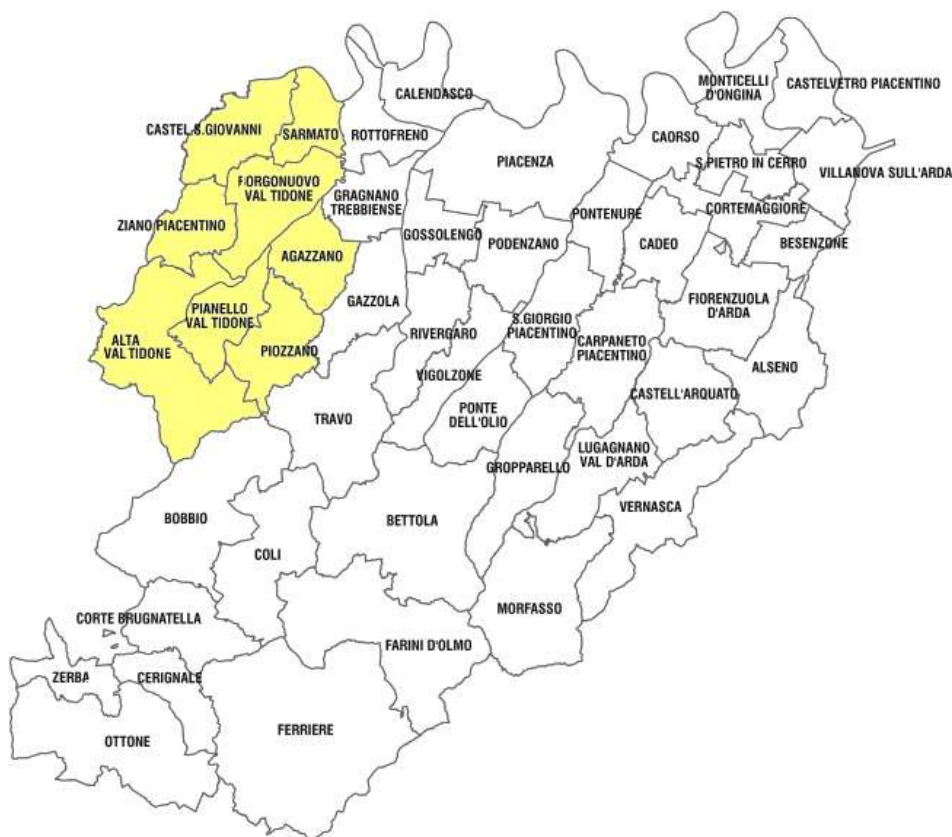 MONTICELLI
D'ONGINA
CASTELVETRO PIACENTINO
CALENDASCO
CASTEL S.GIOVANNI
SARMATO
ROTTOFRENO
CAORSO
PIACENZA
S.PIETRO IN CERRO
VILLANOVA SULL'ARDA
BORGONUOVO
VAL TIDONE
GRAGNANO
TREBBIENSE
ZIANO PIACENTINO
PONTENURE
CORTEMAGGIORE
GOSSOLENGO
PODENZANO
CADEO
BESENZONE
AGAZZANO
GAZZOLA
FIORENZUOLA
D'ARDA
PIANELLO
VAL TIDONE
S.GIORGIO
PIACENTINO
ALTA
VAL TIDONE
RIVERGARO
CARPANETO
PIACENTINO
PIOZZANO
VIGOLZONE
ALSENO
CASTELL'ARQUATO
TRAVO
PONTE
DELL'OLIO
LUGAGNANO
VAL D'ARDA
GROPPARELLO
VERNASCA
BOBBIO
BETTOLA
COLI
MORFASSO
CORTE BRUGNATELLA
FARINI D'OLMO
ZERBA
CERIGNALE
FERRIERE
OTTONE